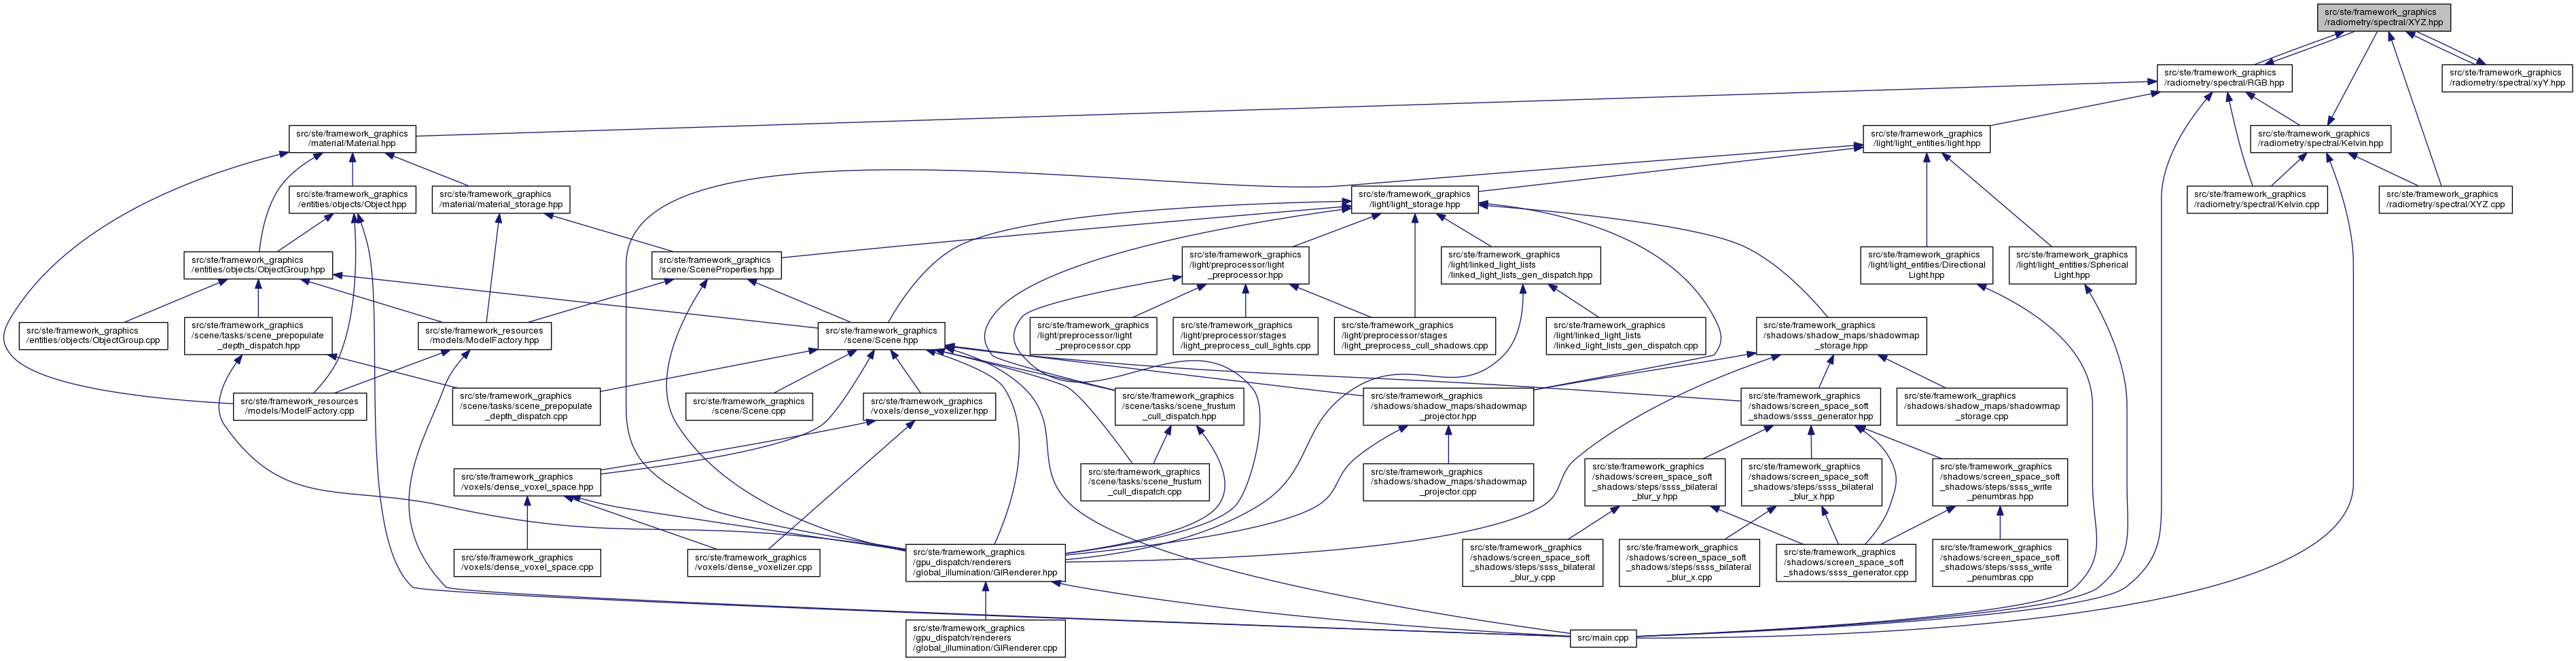 src/ste/framework_graphics
/radiometry/spectral/XYZ.hpp
src/ste/framework_graphics
/radiometry/spectral/RGB.hpp
src/ste/framework_graphics
/radiometry/spectral/xyY.hpp
src/ste/framework_graphics
/material/Material.hpp
src/ste/framework_graphics
/light/light_entities/light.hpp
src/ste/framework_graphics
/radiometry/spectral/Kelvin.hpp
src/ste/framework_graphics
/entities/objects/Object.hpp
src/ste/framework_graphics
/material/material_storage.hpp
src/ste/framework_graphics
/light/light_storage.hpp
src/ste/framework_graphics
/radiometry/spectral/Kelvin.cpp
src/ste/framework_graphics
/radiometry/spectral/XYZ.cpp
src/ste/framework_graphics
/entities/objects/ObjectGroup.hpp
src/ste/framework_graphics
/scene/SceneProperties.hpp
src/ste/framework_graphics
/light/preprocessor/light
_preprocessor.hpp
src/ste/framework_graphics
/light/linked_light_lists
/linked_light_lists_gen_dispatch.hpp
src/ste/framework_graphics
/light/light_entities/Directional
Light.hpp
src/ste/framework_graphics
/light/light_entities/Spherical
Light.hpp
src/ste/framework_graphics
/entities/objects/ObjectGroup.cpp
src/ste/framework_graphics
/scene/tasks/scene_prepopulate
_depth_dispatch.hpp
src/ste/framework_resources
/models/ModelFactory.hpp
src/ste/framework_graphics
/scene/Scene.hpp
src/ste/framework_graphics
/light/preprocessor/light
_preprocessor.cpp
src/ste/framework_graphics
/light/preprocessor/stages
/light_preprocess_cull_lights.cpp
src/ste/framework_graphics
/light/preprocessor/stages
/light_preprocess_cull_shadows.cpp
src/ste/framework_graphics
/light/linked_light_lists
/linked_light_lists_gen_dispatch.cpp
src/ste/framework_graphics
/shadows/shadow_maps/shadowmap
_storage.hpp
src/ste/framework_resources
/models/ModelFactory.cpp
src/ste/framework_graphics
/scene/tasks/scene_prepopulate
_depth_dispatch.cpp
src/ste/framework_graphics
/scene/Scene.cpp
src/ste/framework_graphics
/voxels/dense_voxelizer.hpp
src/ste/framework_graphics
/scene/tasks/scene_frustum
_cull_dispatch.hpp
src/ste/framework_graphics
/shadows/shadow_maps/shadowmap
_projector.hpp
src/ste/framework_graphics
/shadows/screen_space_soft
_shadows/ssss_generator.hpp
src/ste/framework_graphics
/shadows/shadow_maps/shadowmap
_storage.cpp
src/ste/framework_graphics
/voxels/dense_voxel_space.hpp
src/ste/framework_graphics
/scene/tasks/scene_frustum
_cull_dispatch.cpp
src/ste/framework_graphics
/shadows/shadow_maps/shadowmap
_projector.cpp
src/ste/framework_graphics
/shadows/screen_space_soft
_shadows/steps/ssss_bilateral
_blur_y.hpp
src/ste/framework_graphics
/shadows/screen_space_soft
_shadows/steps/ssss_bilateral
_blur_x.hpp
src/ste/framework_graphics
/shadows/screen_space_soft
_shadows/steps/ssss_write
_penumbras.hpp
src/ste/framework_graphics
/voxels/dense_voxel_space.cpp
src/ste/framework_graphics
/voxels/dense_voxelizer.cpp
src/ste/framework_graphics
/gpu_dispatch/renderers
/global_illumination/GIRenderer.hpp
src/ste/framework_graphics
/shadows/screen_space_soft
_shadows/steps/ssss_bilateral
_blur_y.cpp
src/ste/framework_graphics
/shadows/screen_space_soft
_shadows/steps/ssss_bilateral
_blur_x.cpp
src/ste/framework_graphics
/shadows/screen_space_soft
_shadows/ssss_generator.cpp
src/ste/framework_graphics
/shadows/screen_space_soft
_shadows/steps/ssss_write
_penumbras.cpp
src/ste/framework_graphics
/gpu_dispatch/renderers
/global_illumination/GIRenderer.cpp
src/main.cpp